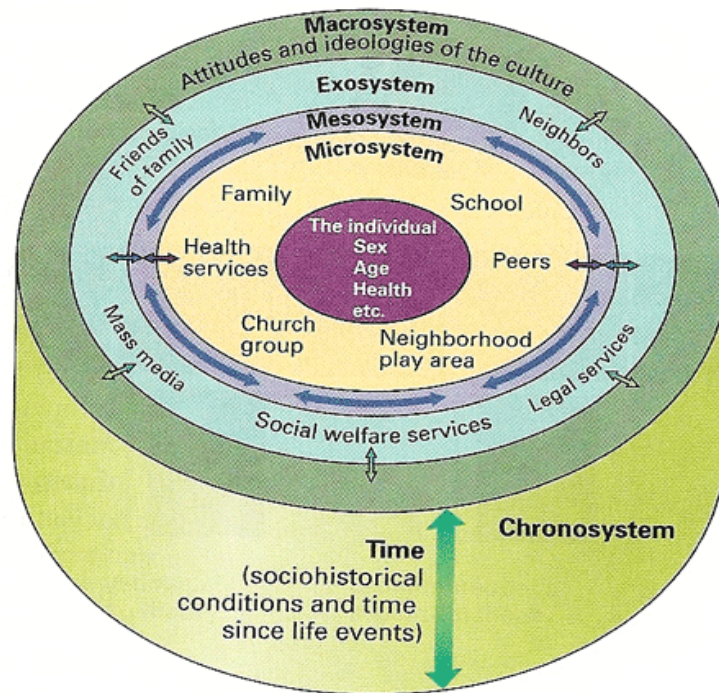 Macrosystem
Attitudes and ideologies of the culture
Exosystem
Mesosystem
Microsystem
Friends
of family
Neighbors
Family
School
The individual
Sex
Age
Health
etc.
Health
services
Peers
Church
group
Neighborhood
play area
Mass media
Legal services
Social welfare services
Chronosystem
Time
(sociohistorical
conditions and time
since life events)